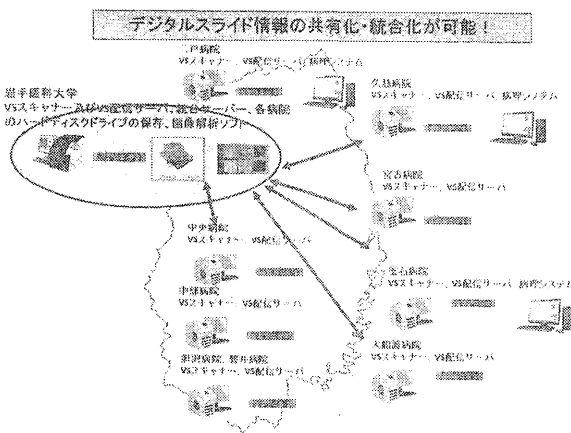 デジタルスライド情報の共有化・統合化が可能！
二戸病院
VSスキャナー、VS配信サーバ、病理システム
岩手医科大学
VSスキャナー及びVS配信サーバ、統合サーバー、各病院
のハードディスクドライブの保存、画像解析ソフト
久慈病院
VSスキャナー、VS配信サーバ、病理システム
宮古病院
VSスキャナー、VS配信サーバ
中央病院
VSスキャナー、VS配信サーバ
中部病院
VSスキャナー、VS配信サーバ
釜石病院
VSスキャナー、VS配信サーバ、病理システム
胆沢病院、磐井病院
VSスキャナー、VS配信サーバ
大船渡病院
VSスキャナー、VS配信サーバ